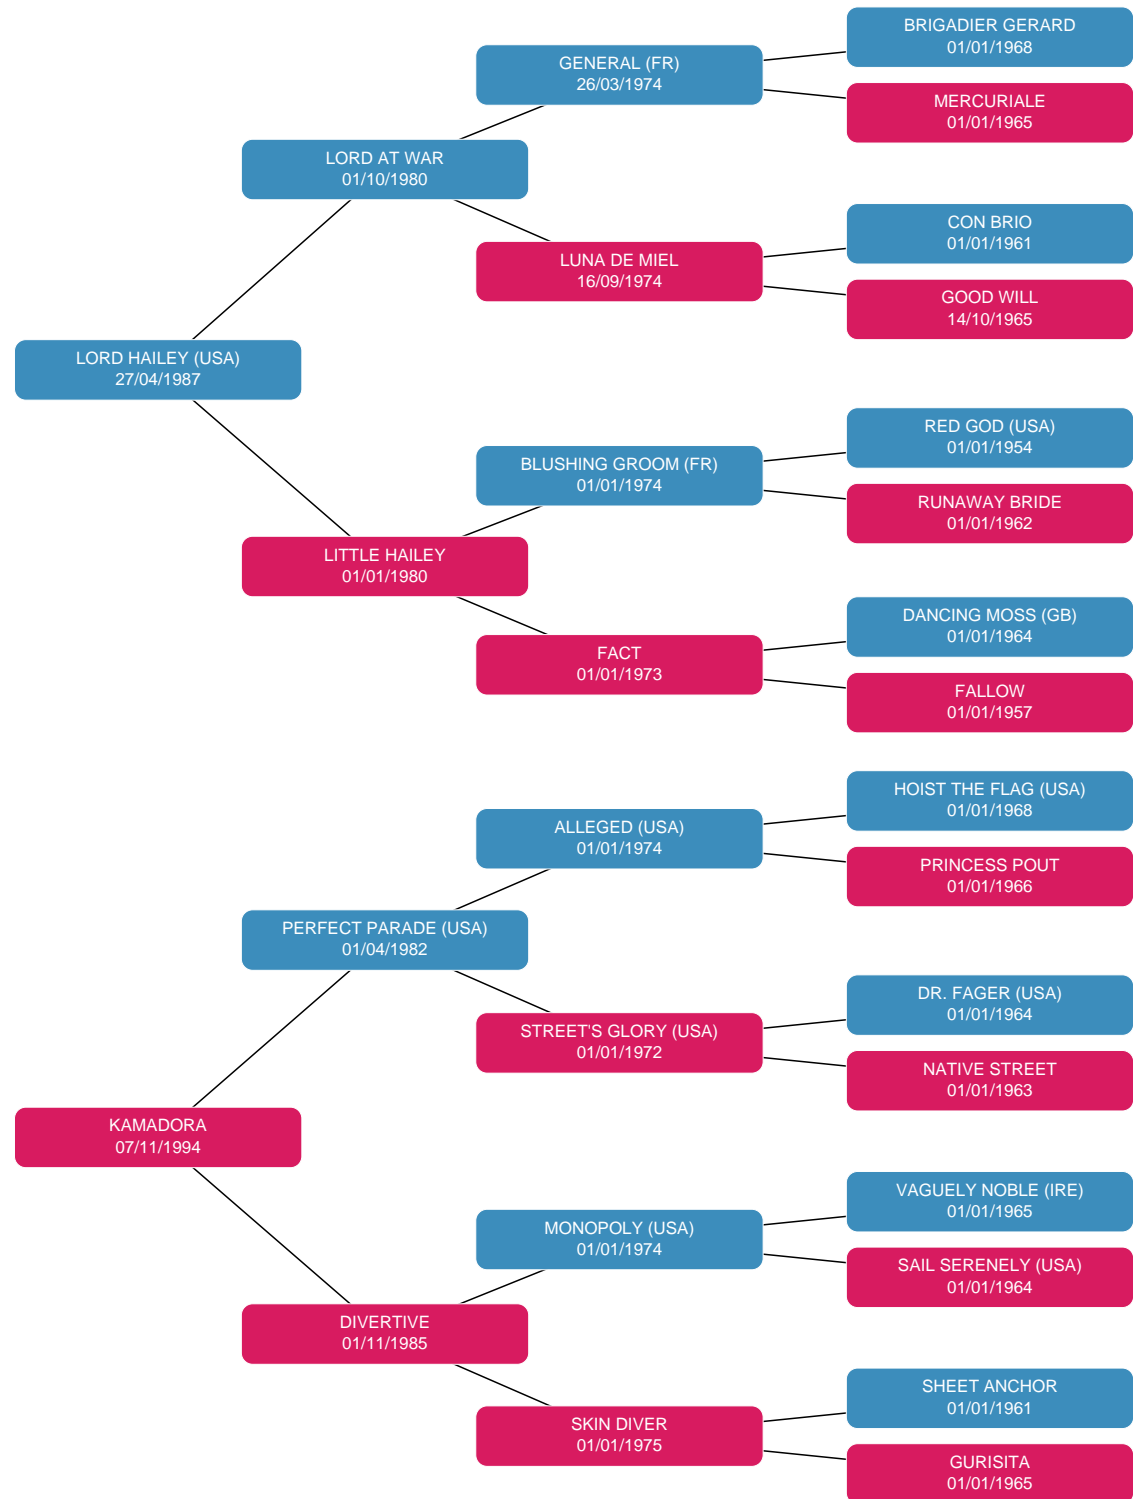 BRIGADIER GERARD
01/01/1968
GENERAL (FR)
26/03/1974
MERCURIALE
01/01/1965
LORD AT WAR
01/10/1980
CON BRIO
01/01/1961
LUNA DE MIEL
16/09/1974
GOOD WILL
14/10/1965
LORD HAILEY (USA)
27/04/1987
RED GOD (USA)
01/01/1954
BLUSHING GROOM (FR)
01/01/1974
RUNAWAY BRIDE
01/01/1962
LITTLE HAILEY
01/01/1980
DANCING MOSS (GB)
01/01/1964
FACT
01/01/1973
FALLOW
01/01/1957
HOIST THE FLAG (USA)
01/01/1968
ALLEGED (USA)
01/01/1974
PRINCESS POUT
01/01/1966
PERFECT PARADE (USA)
01/04/1982
DR. FAGER (USA)
01/01/1964
STREET'S GLORY (USA)
01/01/1972
NATIVE STREET
01/01/1963
KAMADORA
07/11/1994
VAGUELY NOBLE (IRE)
01/01/1965
MONOPOLY (USA)
01/01/1974
SAIL SERENELY (USA)
01/01/1964
DIVERTIVE
01/11/1985
SHEET ANCHOR
01/01/1961
SKIN DIVER
01/01/1975
GURISITA
01/01/1965